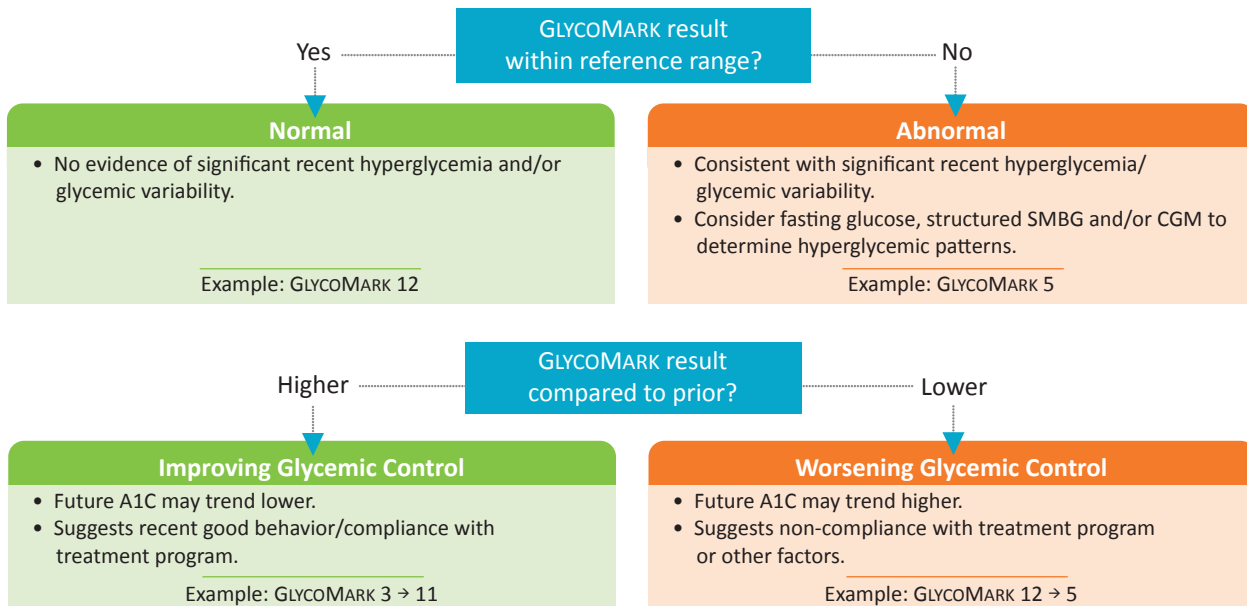 GLYCOMARK result
within reference range?
Yes
No
Normal
• No evidence of significant recent hyperglycemia and/or
glycemic variability.
Example: GLYCOMARK 12
Abnormal
• Consistent with significant recent hyperglycemia/
glycemic variability.
• Consider fasting glucose, structured SMBG and/or CGM to
determine hyperglycemic patterns.
Example: GLYCOMARK 5
GLYCOMARK result
compared to prior?
Higher
Lower
Improving Glycemic Control
• Future A1C may trend lower.
• Suggests recent good behavior/compliance with
treatment program.
Example: GLYCOMARK 3 → 11
Worsening Glycemic Control
• Future A1C may trend higher.
• Suggests non-compliance with treatment program
or other factors.
Example: GLYCOMARK 12 → 5